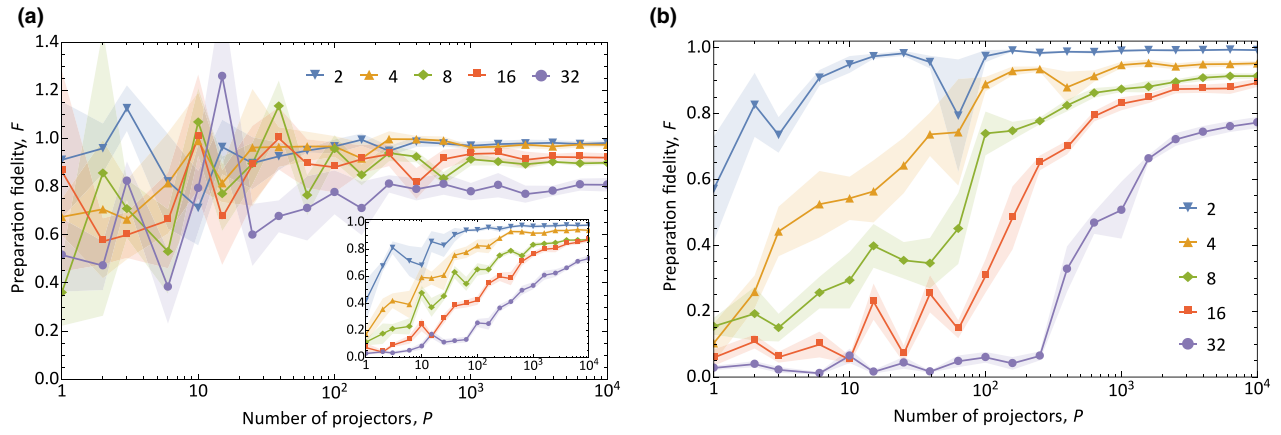 (a)
Preparation fidelity, F
1.4
1.2
1.0
0.8
0.6
0.4
0.2
0.0
2 4 8 16 32
1.0
0.8
0.6
0.4
0.2
0.0
1 10 10² 10³ 10⁴
1 10 10² 10³ 10⁴
Number of projectors, P
(b)
Preparation fidelity, F
1.0
0.8
0.6
0.4
0.2
0.0
2
4
8
16
32
1 10 10² 10³ 10⁴
Number of projectors, P